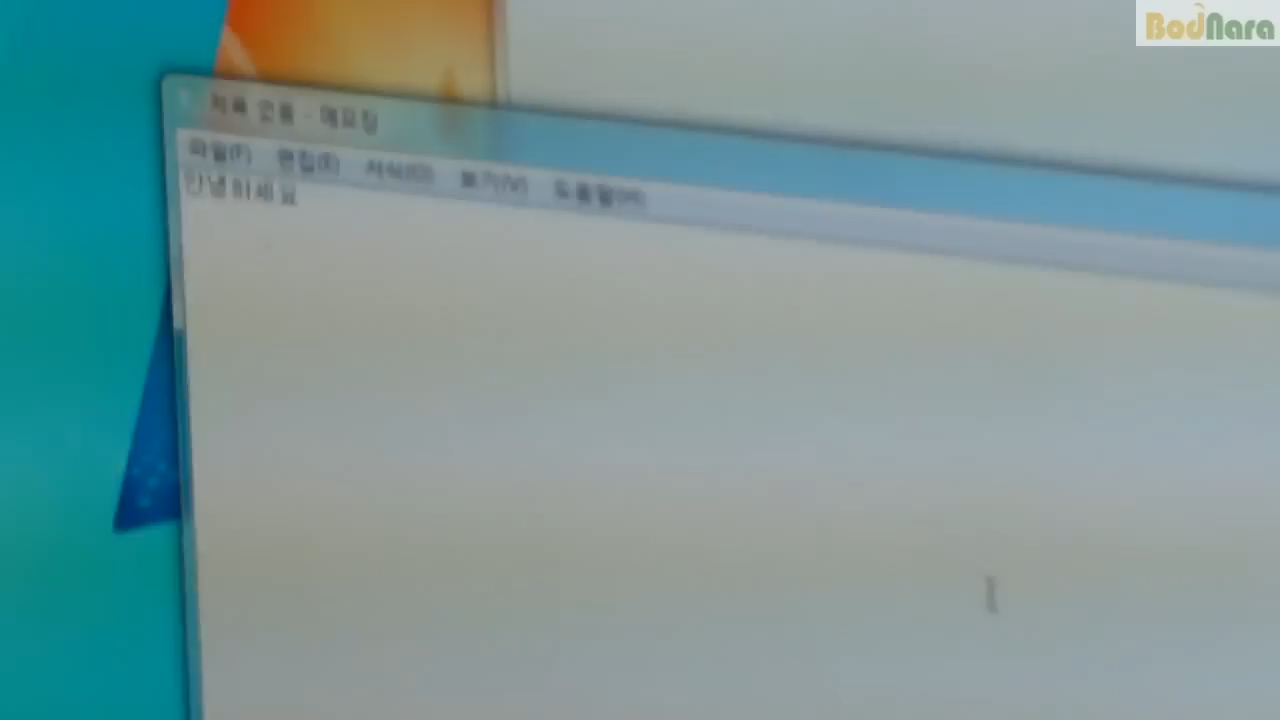 BodNara
제목 없음 - 메모장
파일(F) 편집(E) 서식(O) 보기(V) 도움말(H)
안녕하세요